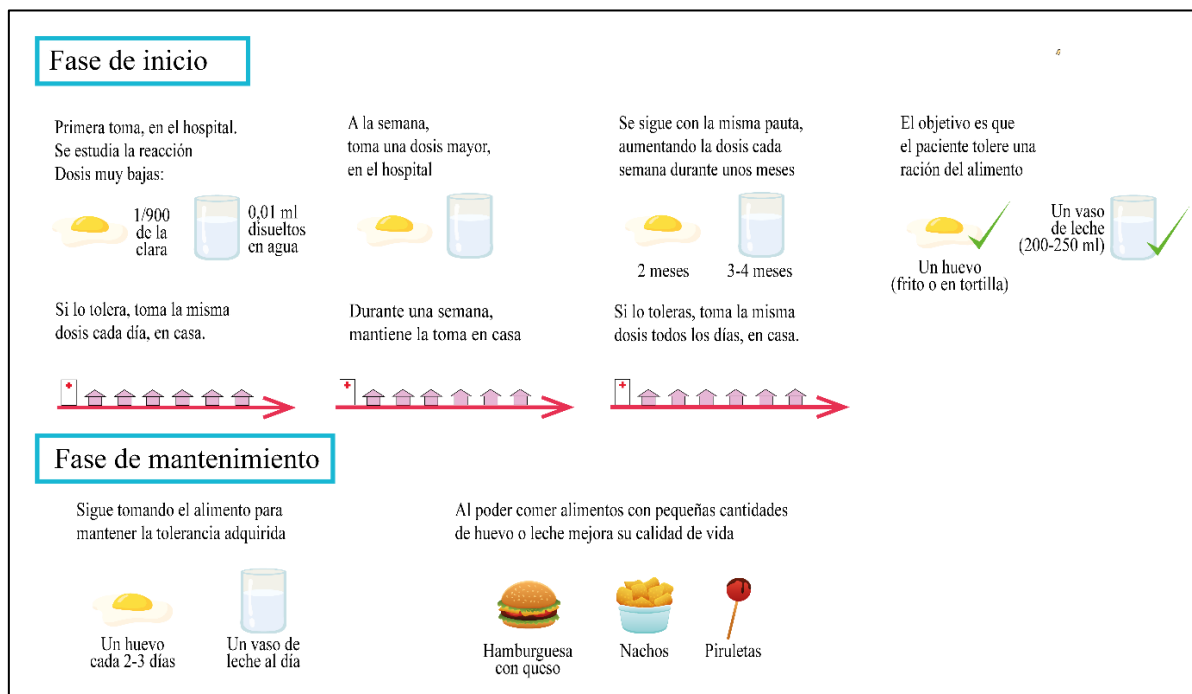 Fase de inicio
Primera toma, en el hospital.
Se estudia la reacción
Dosis muy bajas:
1/900
de la
clara
0,01 ml
disueltos
en agua
Si lo tolera, toma la misma
dosis cada día, en casa.
A la semana,
toma una dosis mayor,
en el hospital
Durante una semana,
mantiene la toma en casa
Se sigue con la misma pauta,
aumentando la dosis cada
semana durante unos meses
2 meses
3-4 meses
Si lo toleras, toma la misma
dosis todos los días, en casa.
El objetivo es que
el paciente tolere una
ración del alimento
Un huevo
(frito o en tortilla)
Un vaso
de leche
(200-250 ml)
Fase de mantenimiento
Sigue tomando el alimento para
mantener la tolerancia adquirida
Un huevo
cada 2-3 días
Un vaso de
leche al día
Al poder comer alimentos con pequeñas cantidades
de huevo o leche mejora su calidad de vida
Hamburguesa
con queso
Nachos
Piruletas